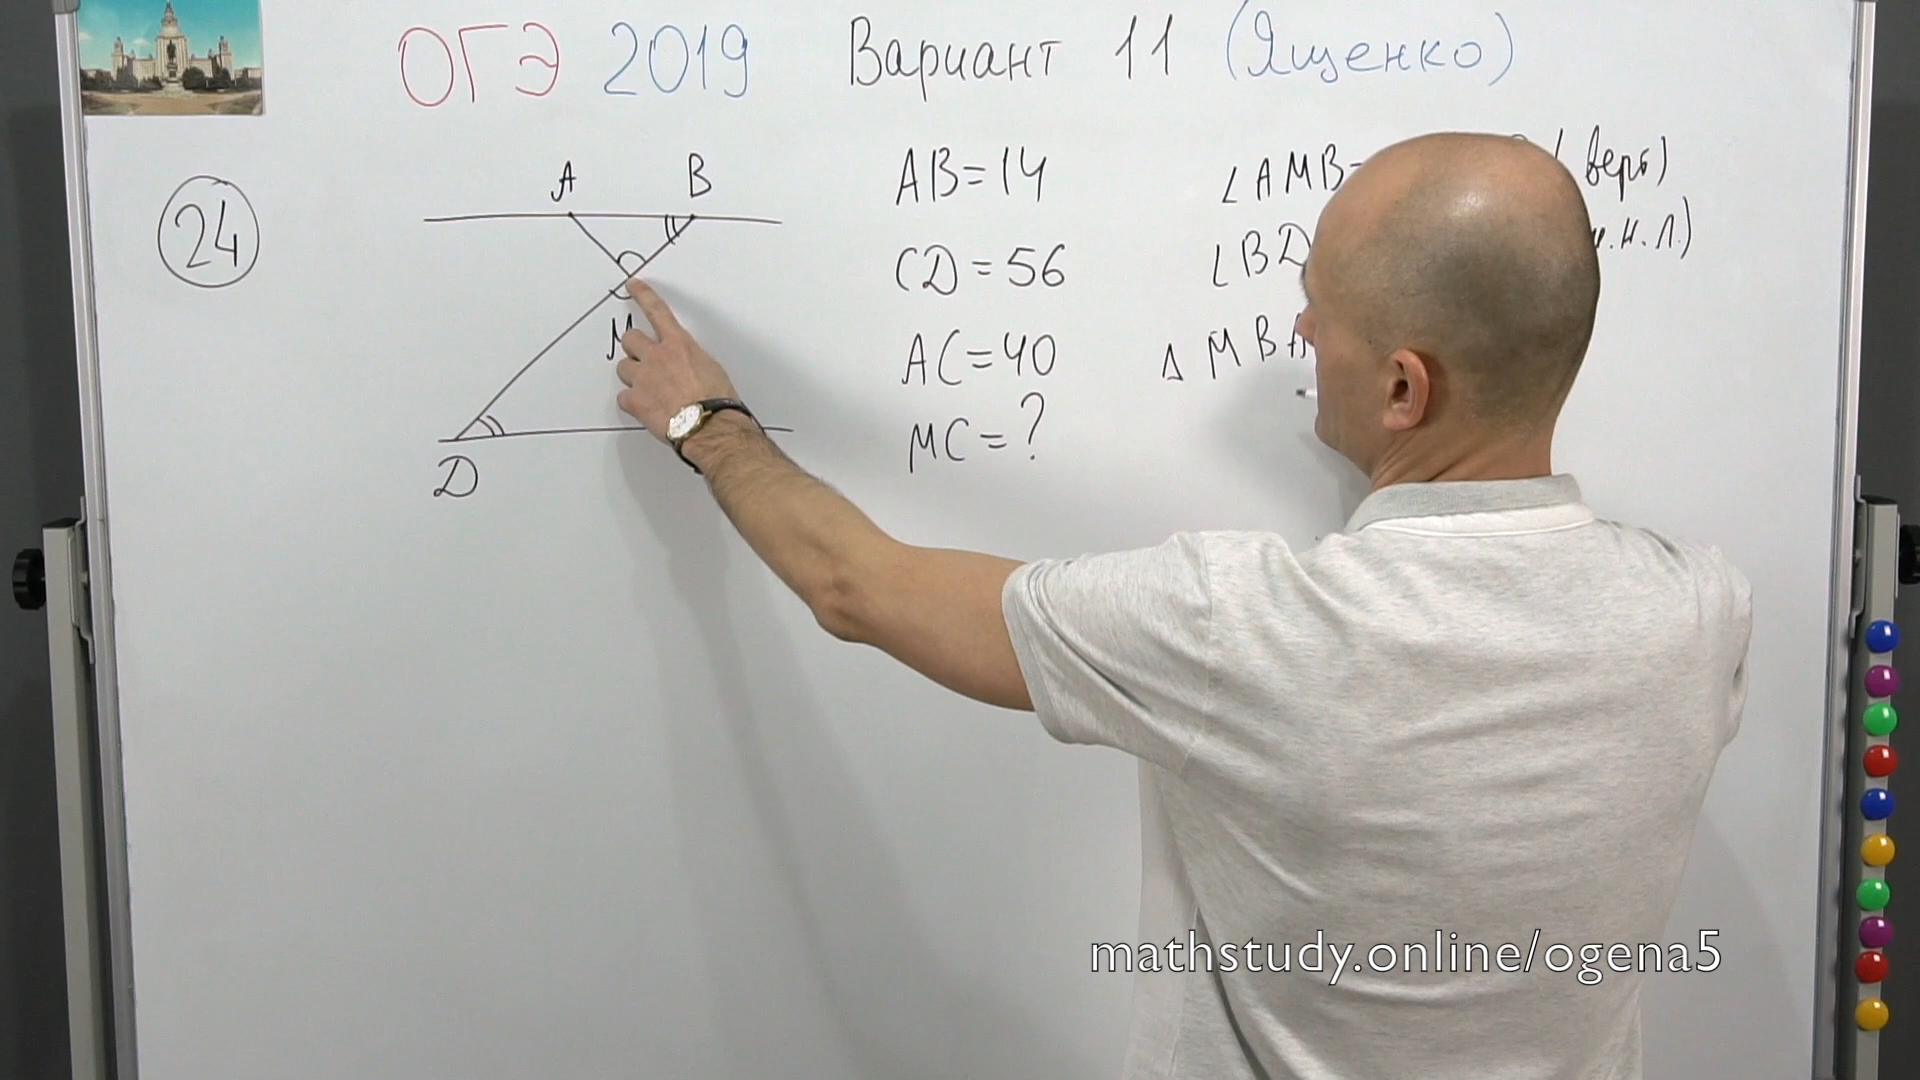 ОГЭ 2019 Вариант 11 (Ященко)
24
A B
M
D
AB=14
CD=56
AC=40
MC=?
∠AMB=
верт)
∠BD
н.л.)
Δ MBA
mathstudy.online/ogena5